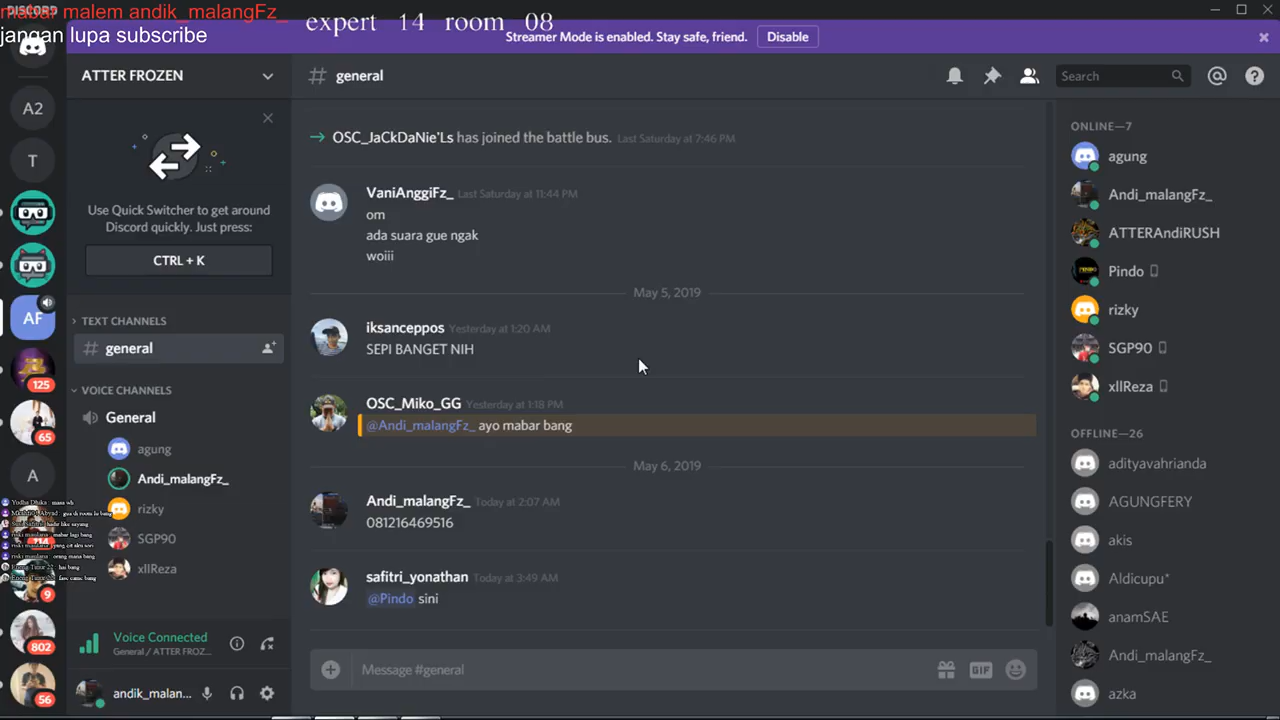 DISCORD
mabar malem andik_malangFz_
jangan lupa subscribe
expert 14 room 08
Streamer Mode is enabled. Stay safe, friend.
Disable
A2
T
AF
125
65
A
9
802
56
ATTER FROZEN
Use Quick Switcher to get around
Discord quickly. Just press:
CTRL + K
TEXT CHANNELS
# general
VOICE CHANNELS
General
agung
Andi_malangFz_
rizky
SGP90
xllReza
Voice Connected
General / ATTER FROZ...
andik_malan...
# general
Search
OSC_JaCkDaNie'Ls has joined the battle bus. Last Saturday at 7:46 PM
VaniAnggiFz_ Last Saturday at 11:44 PM
om
ada suara gue ngak
woiii
May 5, 2019
iksanceppos Yesterday at 1:20 AM
SEPI BANGET NIH
OSC_Miko_GG Yesterday at 1:18 PM
@Andi_malangFz_ ayo mabar bang
May 6, 2019
Andi_malangFz_ Today at 2:07 AM
081216469516
safitri_yonathan Today at 3:49 AM
@Pindo sini
Message #general
GIF
ONLINE—7
agung
Andi_malangFz_
ATTERAndiRUSH
Pindo
rizky
SGP90
xllReza
OFFLINE—26
adityavahrianda
AGUNGFERY
akis
Aldicupu*
anamSAE
Andi_malangFz_
azka